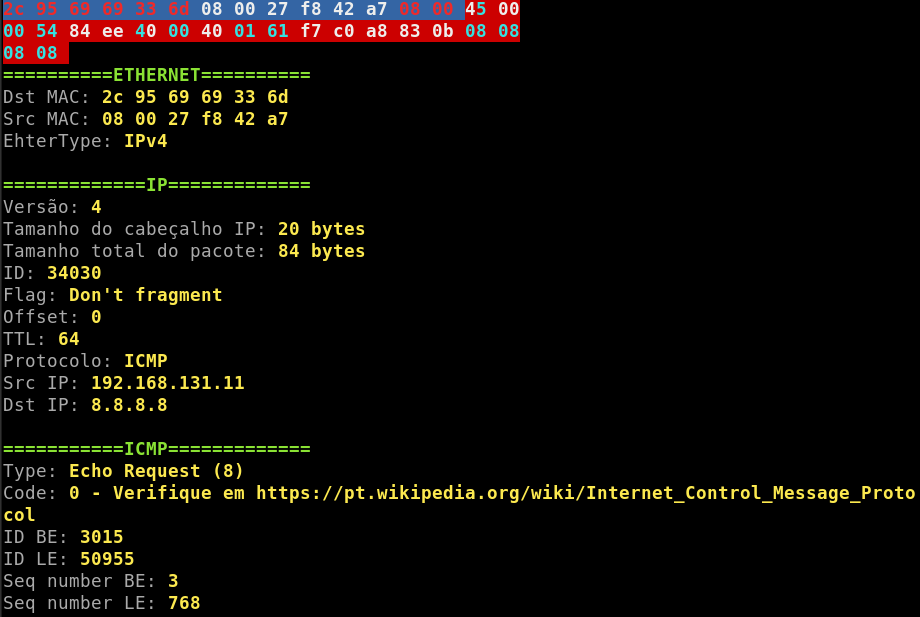 2c 95 69 69 33 6d 08 00 27 f8 42 a7 08 00 45 00
00 54 84 ee 40 00 40 01 61 f7 c0 a8 83 0b 08 08
08 08
==========ETHERNET==========
Dst MAC: 2c 95 69 69 33 6d
Src MAC: 08 00 27 f8 42 a7
EhterType: IPv4
=============IP=============
Versão: 4
Tamanho do cabeçalho IP: 20 bytes
Tamanho total do pacote: 84 bytes
ID: 34030
Flag: Don't fragment
Offset: 0
TTL: 64
Protocolo: ICMP
Src IP: 192.168.131.11
Dst IP: 8.8.8.8
===========ICMP=============
Type: Echo Request (8)
Code: 0 - Verifique em https://pt.wikipedia.org/wiki/Internet_Control_Message_Proto
col
ID BE: 3015
ID LE: 50955
Seq number BE: 3
Seq number LE: 768